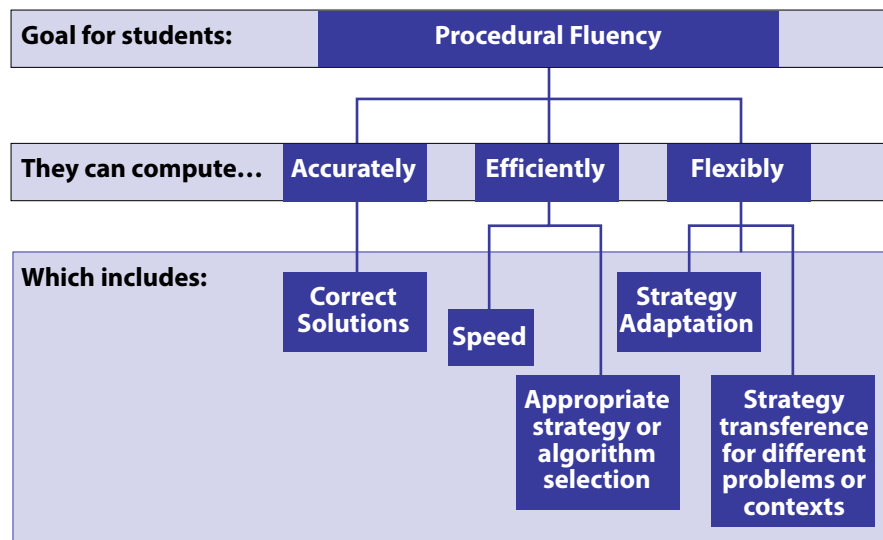 Goal for students:
Procedural Fluency
They can compute…
Accurately
Efficiently
Flexibly
Which includes:
Correct
Solutions
Speed
Appropriate
strategy or
algorithm
selection
Strategy
Adaptation
Strategy
transference
for different
problems or
contexts